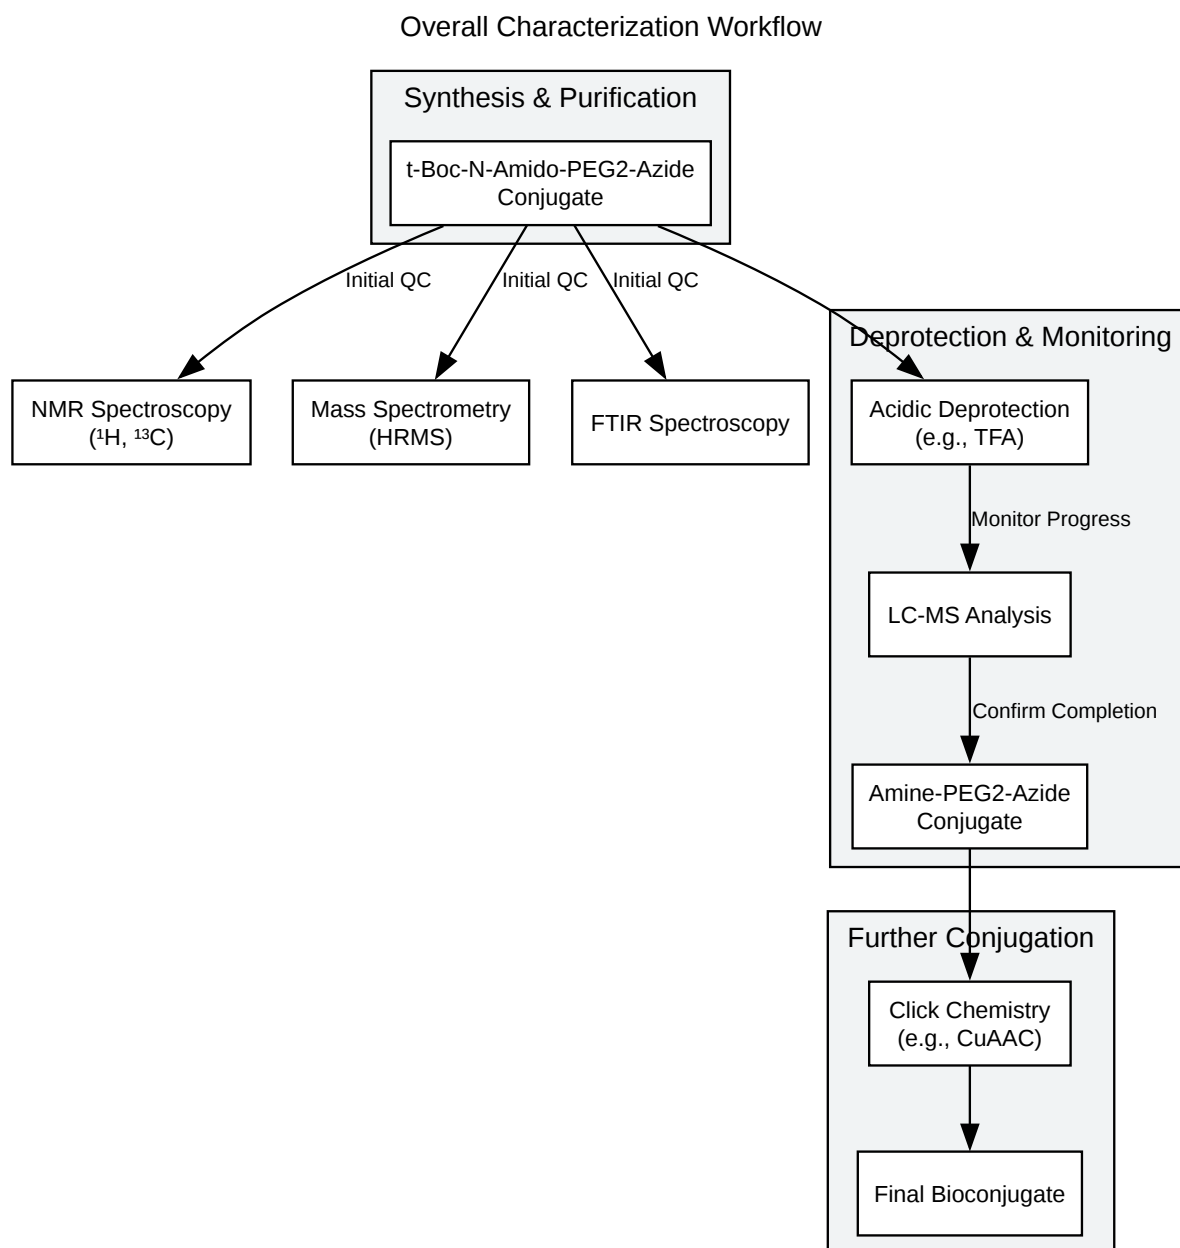 Overall Characterization Workflow
Synthesis & Purification
t-Boc-N-Amido-PEG2-Azide
Conjugate
Initial QC
Initial QC
Initial QC
Deprotection & Monitoring
NMR Spectroscopy
(¹H, ¹³C)
Mass Spectrometry
(HRMS)
FTIR Spectroscopy
Acidic Deprotection
(e.g., TFA)
Monitor Progress
LC-MS Analysis
Confirm Completion
Amine-PEG2-Azide
Conjugate
Further Conjugation
Click Chemistry
(e.g., CuAAC)
Final Bioconjugate